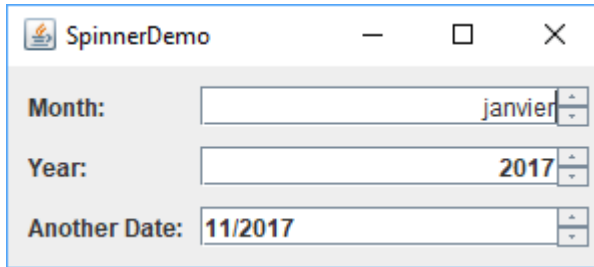 SpinnerDemo
Month: janvier
Year: 2017
Another Date: 11/2017